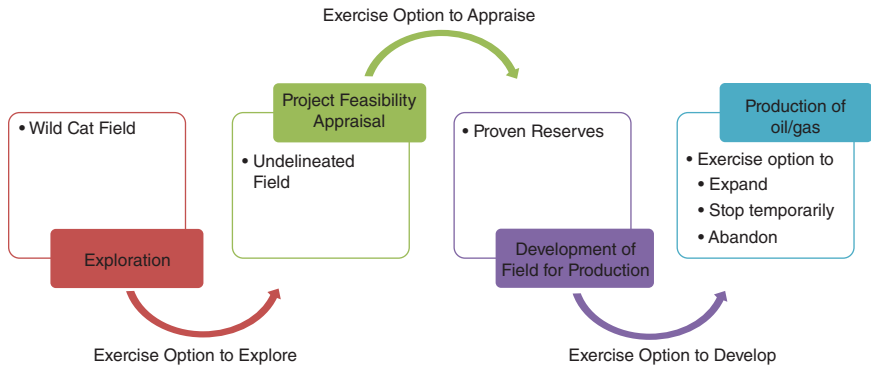 Exercise Option to Appraise
• Wild Cat Field
Exploration
Project Feasibility
Appraisal
• Undelineated
Field
• Proven Reserves
Development of
Field for Production
Production of
oil/gas
• Exercise option to
• Expand
• Stop temporarily
• Abandon
Exercise Option to Explore
Exercise Option to Develop